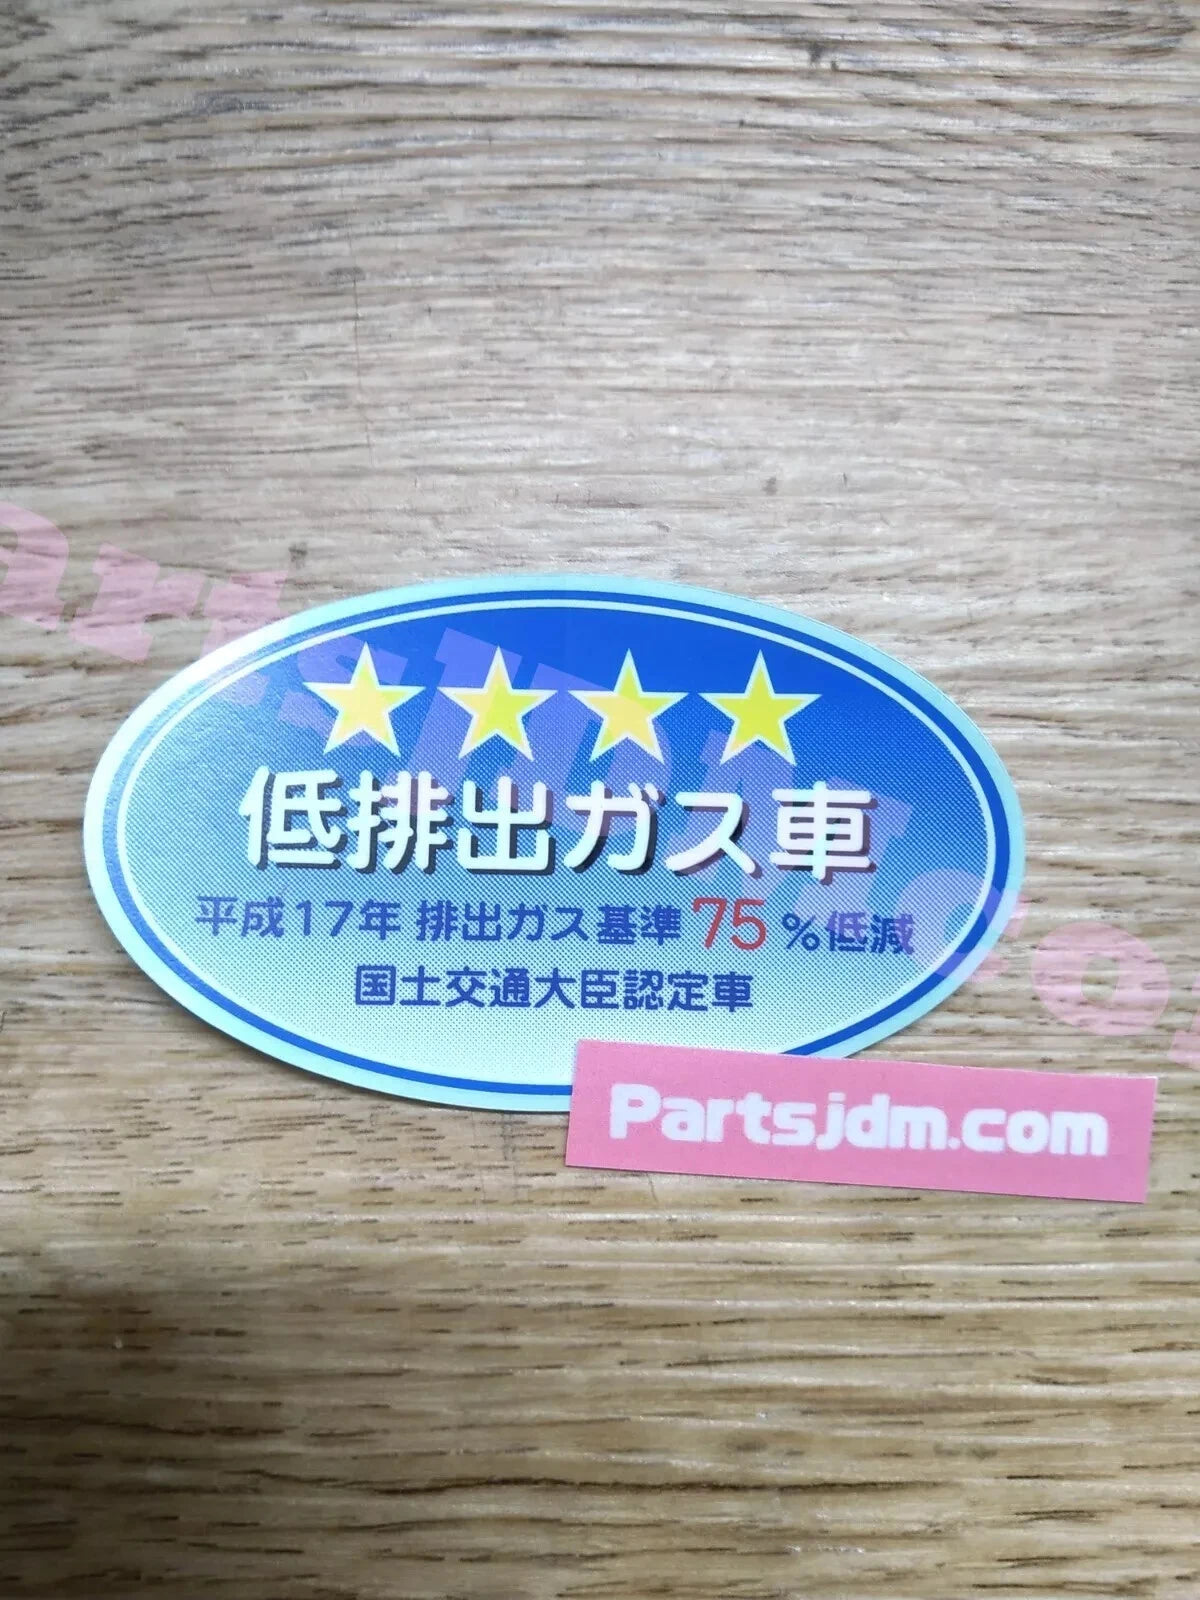 低排出ガス車
平成17年 排出ガス基準 75 %低減
国土交通大臣認定車
Partsjdm.com